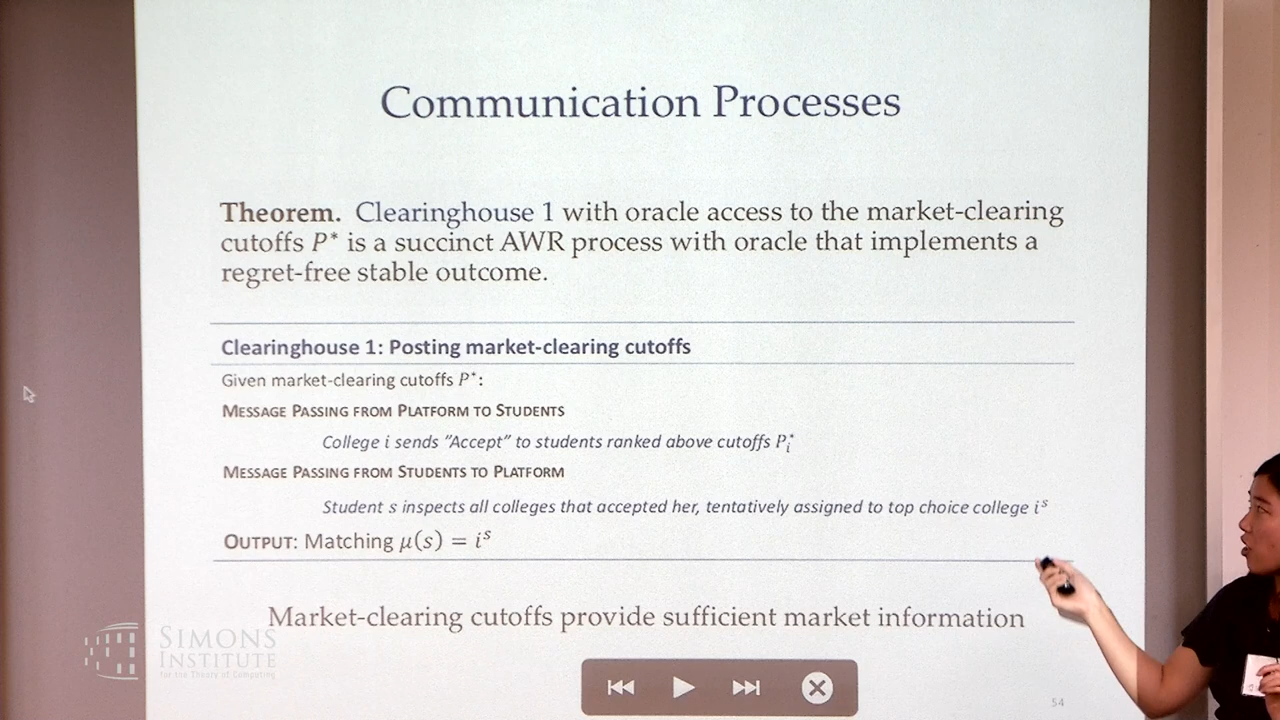 Communication Processes
Theorem. Clearinghouse 1 with oracle access to the market-clearing
cutoffs P* is a succinct AWR process with oracle that implements a
regret-free stable outcome.
Clearinghouse 1: Posting market-clearing cutoffs
Given market-clearing cutoffs P*:
MESSAGE PASSING FROM PLATFORM TO STUDENTS
College i sends "Accept" to students ranked above cutoffs P_i^*
MESSAGE PASSING FROM STUDENTS TO PLATFORM
Student s inspects all colleges that accepted her, tentatively assigned to top choice college i^s
OUTPUT: Matching μ(s) = i^s
Market-clearing cutoffs provide sufficient market information
SIMONS
INSTITUTE
for the Theory of Computing
54